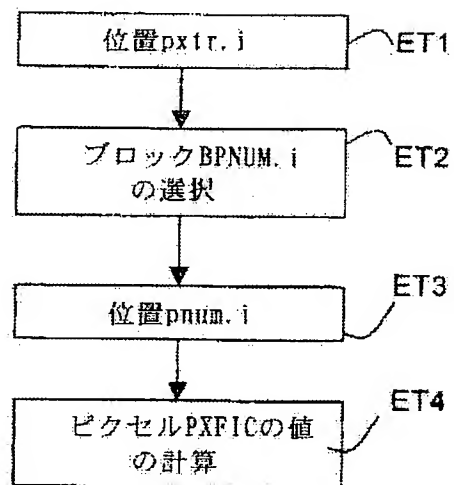 位置pxtr.i
ET1
ブロックBPNUM.i
の選択
ET2
位置pnum.i
ET3
ピクセルPXFICの値
の計算
ET4